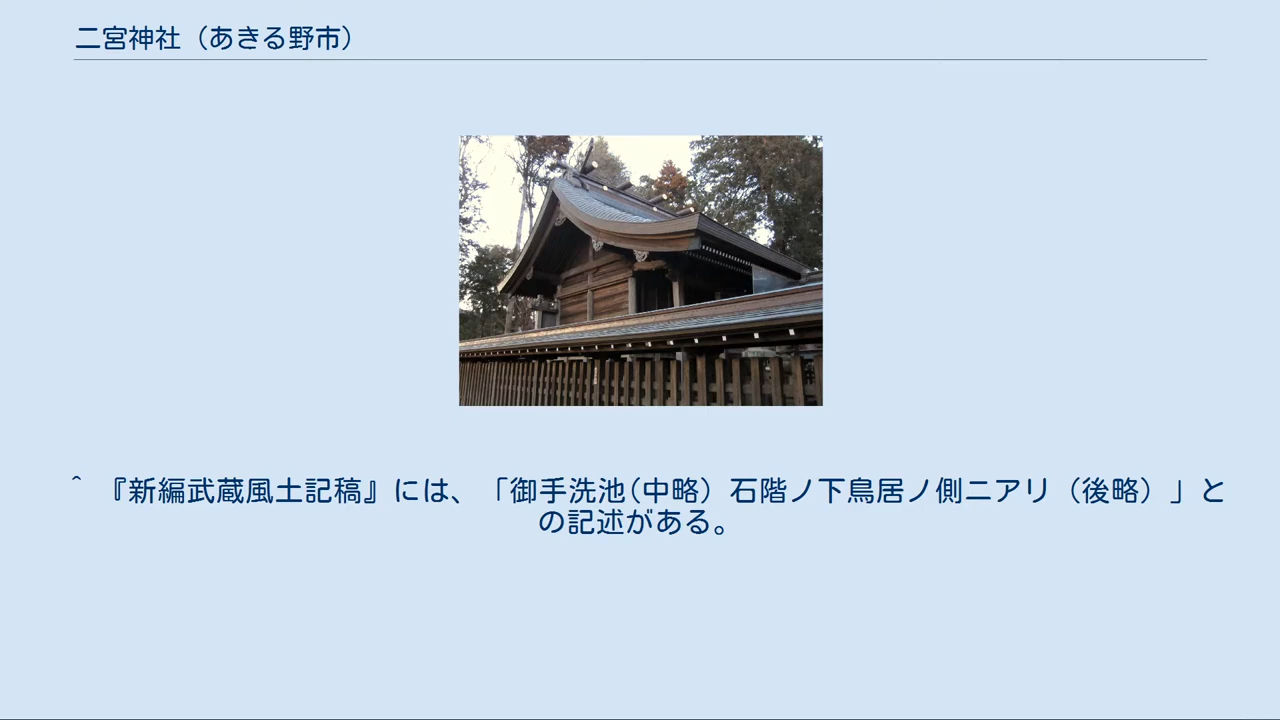 二宮神社（あきる野市）
^ 『新編武蔵風土記稿』には、「御手洗池(中略）石階ノ下鳥居ノ側ニアリ（後略）」と
の記述がある。